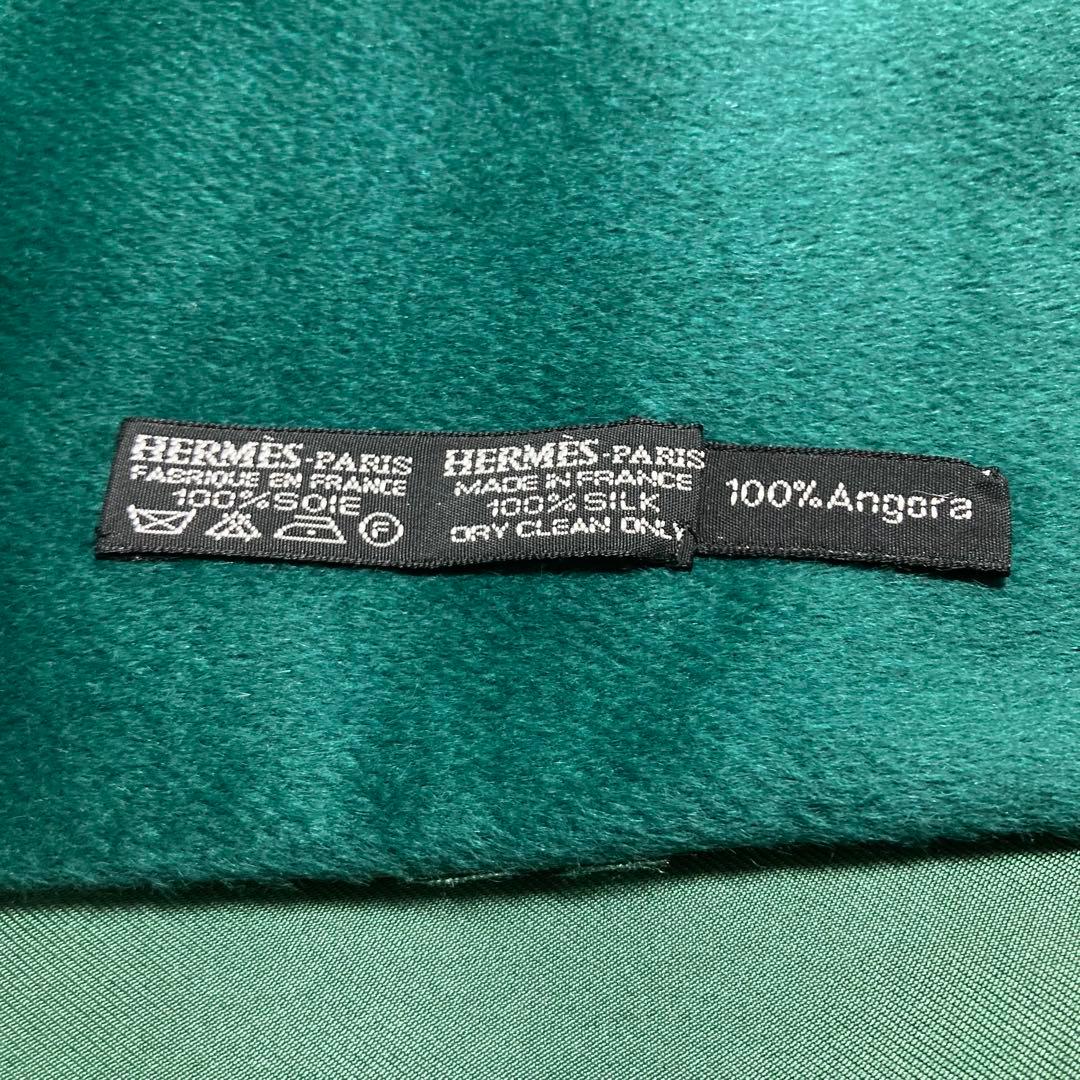 HERMÈS-PARIS
FABRIQUE EN FRANCE
100% SOIE
F
HERMÈS-PARIS
MADE IN FRANCE
100% SILK
DRY CLEAN ONLY
100% Angora